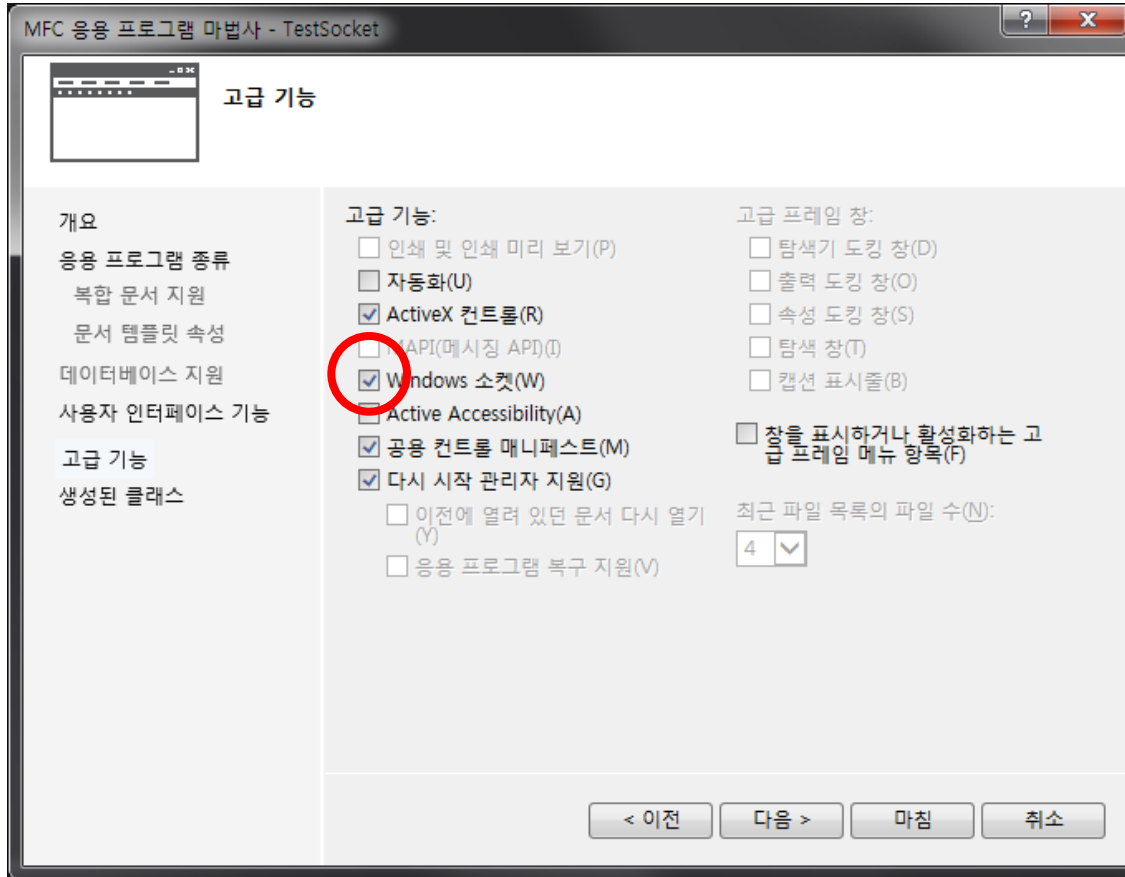 MFC 응용 프로그램 마법사 - TestSocket
?
고급 기능
개요
응용 프로그램 종류
복합 문서 지원
문서 템플릿 속성
데이터베이스 지원
사용자 인터페이스 기능
고급 기능
생성된 클래스
고급 기능:
인쇄 및 인쇄 미리 보기(P)
자동화(U)
ActiveX 컨트롤(R)
MAPI(메시징 API)(I)
Windows 소켓(W)
Active Accessibility(A)
공용 컨트롤 매니페스트(M)
다시 시작 관리자 지원(G)
이전에 열려 있던 문서 다시 열기
(Y)
응용 프로그램 복구 지원(V)
고급 프레임 창:
탐색기 도킹 창(D)
출력 도킹 창(O)
속성 도킹 창(S)
탐색 창(T)
캡션 표시줄(B)
창을 표시하거나 활성화하는 고
급 프레임 메뉴 항목(F)
최근 파일 목록의 파일 수(N):
4
< 이전
다음 >
마침
취소